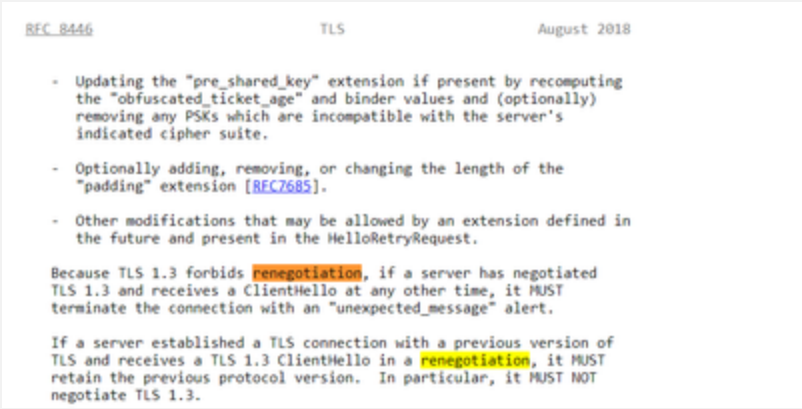 RFC 8446 TLS August 2018
- Updating the "pre_shared_key" extension if present by recomputing
the "obfuscated_ticket_age" and binder values and (optionally)
removing any PSKs which are incompatible with the server's
indicated cipher suite.
- Optionally adding, removing, or changing the length of the
"padding" extension [RFC7685].
- Other modifications that may be allowed by an extension defined in
the future and present in the HelloRetryRequest.
Because TLS 1.3 forbids renegotiation, if a server has negotiated
TLS 1.3 and receives a ClientHello at any other time, it MUST
terminate the connection with an "unexpected_message" alert.
If a server established a TLS connection with a previous version of
TLS and receives a TLS 1.3 ClientHello in a renegotiation, it MUST
retain the previous protocol version. In particular, it MUST NOT
negotiate TLS 1.3.